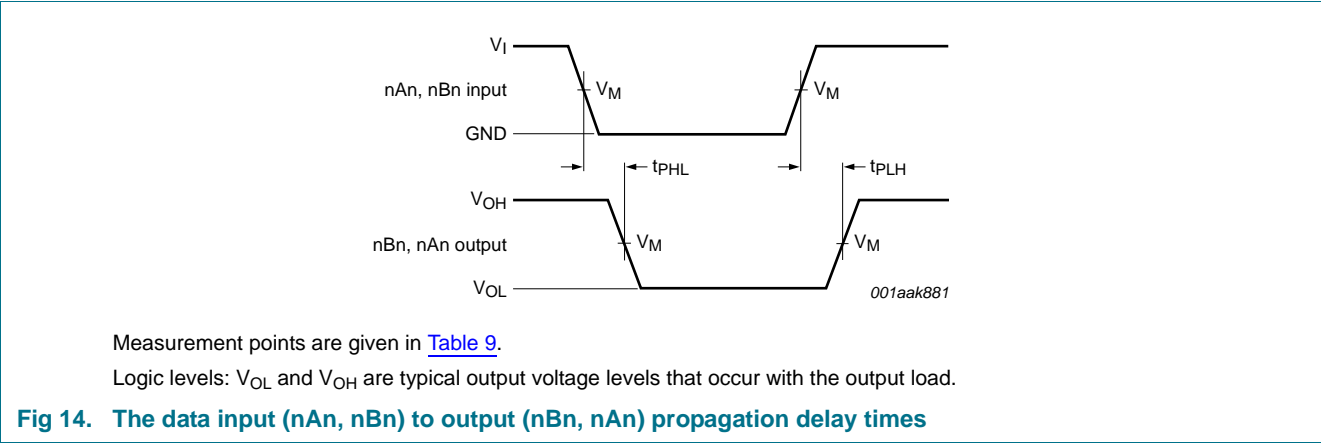 VI
nAn, nBn input
VM
VM
GND
tPHL
tPLH
VOH
nBn, nAn output
VM
VM
VOL
001aak881
Measurement points are given in Table 9.
Logic levels: VOL and VOH are typical output voltage levels that occur with the output load.
Fig 14. The data input (nAn, nBn) to output (nBn, nAn) propagation delay times